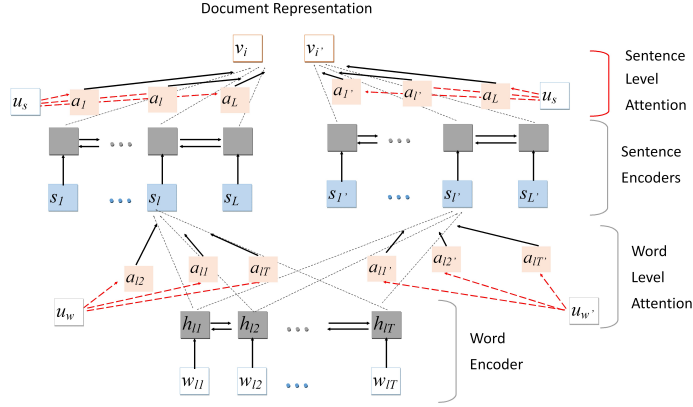 Document Representation
v_i v_i'
Sentence
Level
Attention
u_s a_1 a_l a_L a_1' a_l' a_L u_s
...
...
Sentence
Encoders
s_1 ... s_l s_L s_1' ... s_l' s_L'
a_l2 a_l1 a_lT a_l1' a_l2' a_lT'
Word
Level
Attention
u_w u_w'
h_l1 h_l2 ... h_lT
Word
Encoder
w_l1 w_l2 ... w_lT